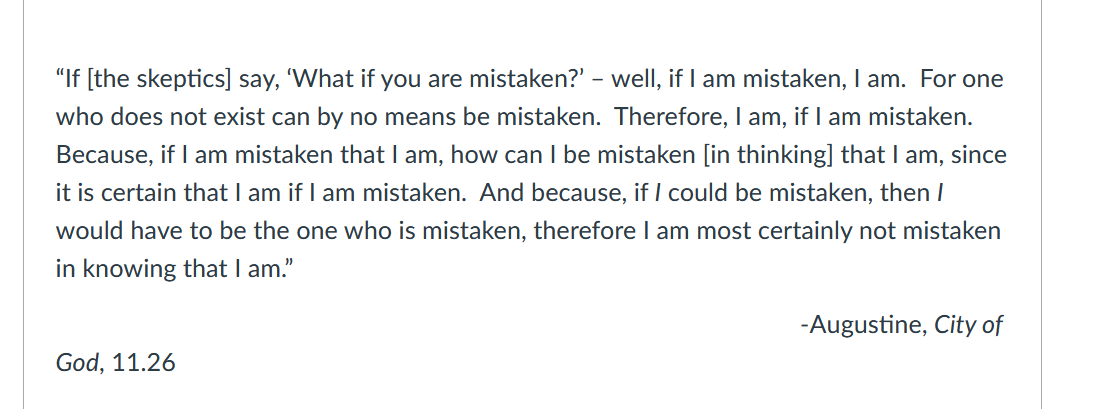 “If [the skeptics] say, ‘What if you are mistaken?’ – well, if I am mistaken, I am.  For one
who does not exist can by no means be mistaken.  Therefore, I am, if I am mistaken.
Because, if I am mistaken that I am, how can I be mistaken [in thinking] that I am, since
it is certain that I am if I am mistaken.  And because, if I could be mistaken, then I
would have to be the one who is mistaken, therefore I am most certainly not mistaken
in knowing that I am.”
-Augustine, City of
God, 11.26